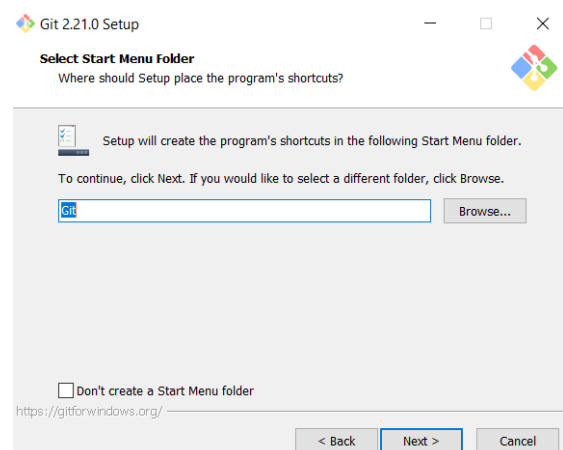 Git 2.21.0 Setup
Select Start Menu Folder
Where should Setup place the program's shortcuts?
Setup will create the program's shortcuts in the following Start Menu folder.
To continue, click Next. If you would like to select a different folder, click Browse.
Git
Browse...
Don't create a Start Menu folder
https://gitforwindows.org/
< Back
Next >
Cancel